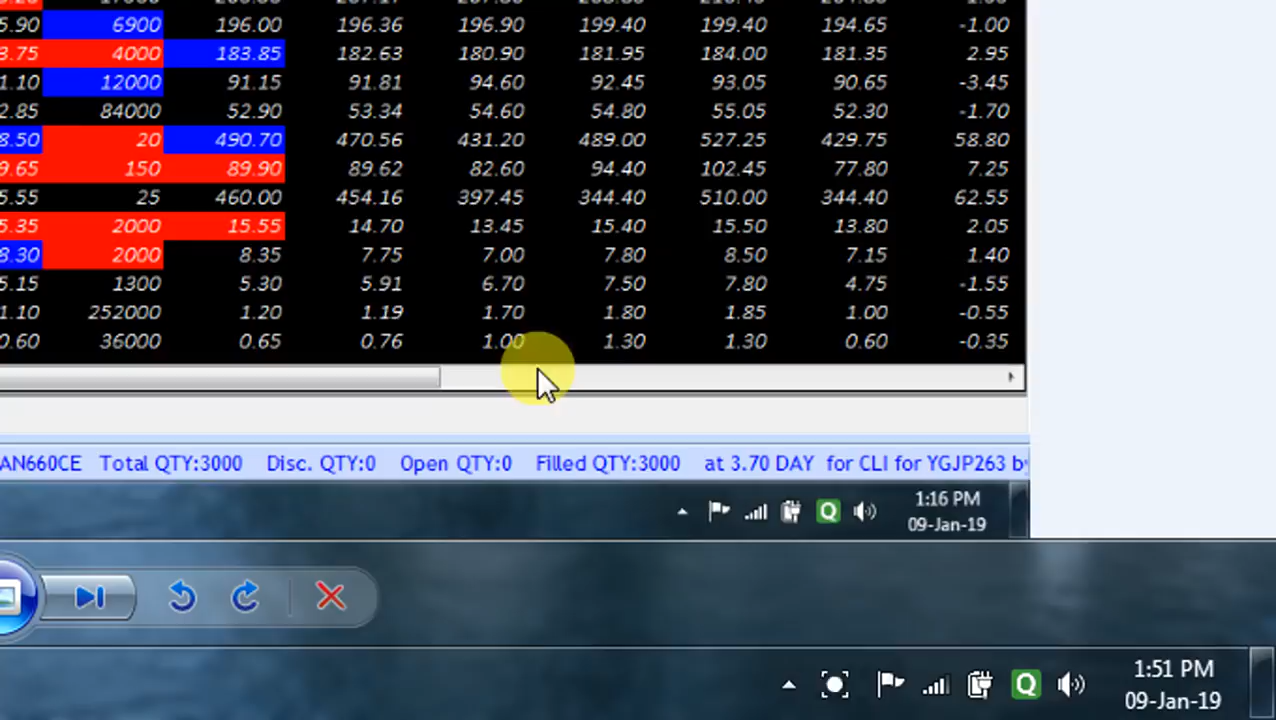 5.90 6900 196.00 196.36 196.90 199.40 199.40 194.65 -1.00
3.75 4000 183.85 182.63 180.90 181.95 184.00 181.35 2.95
1.10 12000 91.15 91.81 94.60 92.45 93.05 90.65 -3.45
2.85 84000 52.90 53.34 54.60 54.80 55.05 52.30 -1.70
8.50 20 490.70 470.56 431.20 489.00 527.25 429.75 58.80
9.65 150 89.90 89.62 82.60 94.40 102.45 77.80 7.25
5.55 25 460.00 454.16 397.45 344.40 510.00 344.40 62.55
5.35 2000 15.55 14.70 13.45 15.40 15.50 13.80 2.05
8.30 2000 8.35 7.75 7.00 7.80 8.50 7.15 1.40
5.15 1300 5.30 5.91 6.70 7.50 7.80 4.75 -1.55
1.10 252000 1.20 1.19 1.70 1.80 1.85 1.00 -0.55
0.60 36000 0.65 0.76 1.00 1.30 1.30 0.60 -0.35
AN660CE Total QTY:3000 Disc. QTY:0 Open QTY:0 Filled QTY:3000 at 3.70 DAY for CLI for YGJP263 by
1:16 PM
09-Jan-19
1:51 PM
09-Jan-19